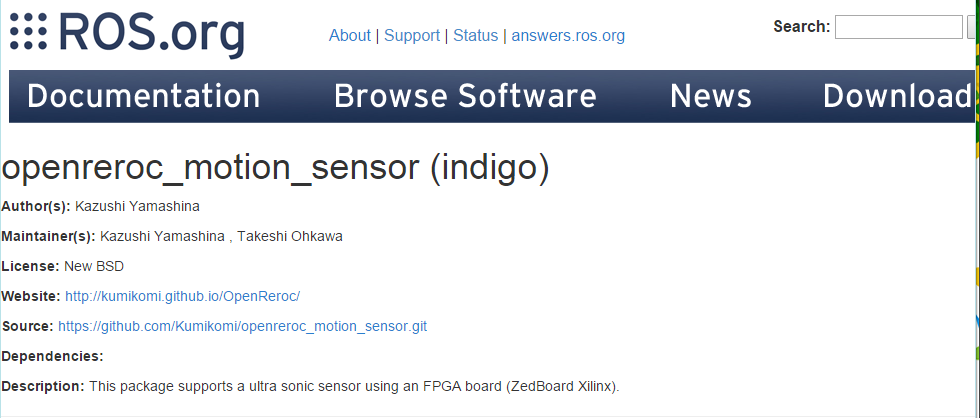 ROS.org
About | Support | Status | answers.ros.org
Search:
Documentation Browse Software News Download
openreroc_motion_sensor (indigo)
Author(s): Kazushi Yamashina
Maintainer(s): Kazushi Yamashina , Takeshi Ohkawa
License: New BSD
Website: http://kumikomi.github.io/OpenReroc/
Source: https://github.com/Kumikomi/openreroc_motion_sensor.git
Dependencies:
Description: This package supports a ultra sonic sensor using an FPGA board (ZedBoard Xilinx).